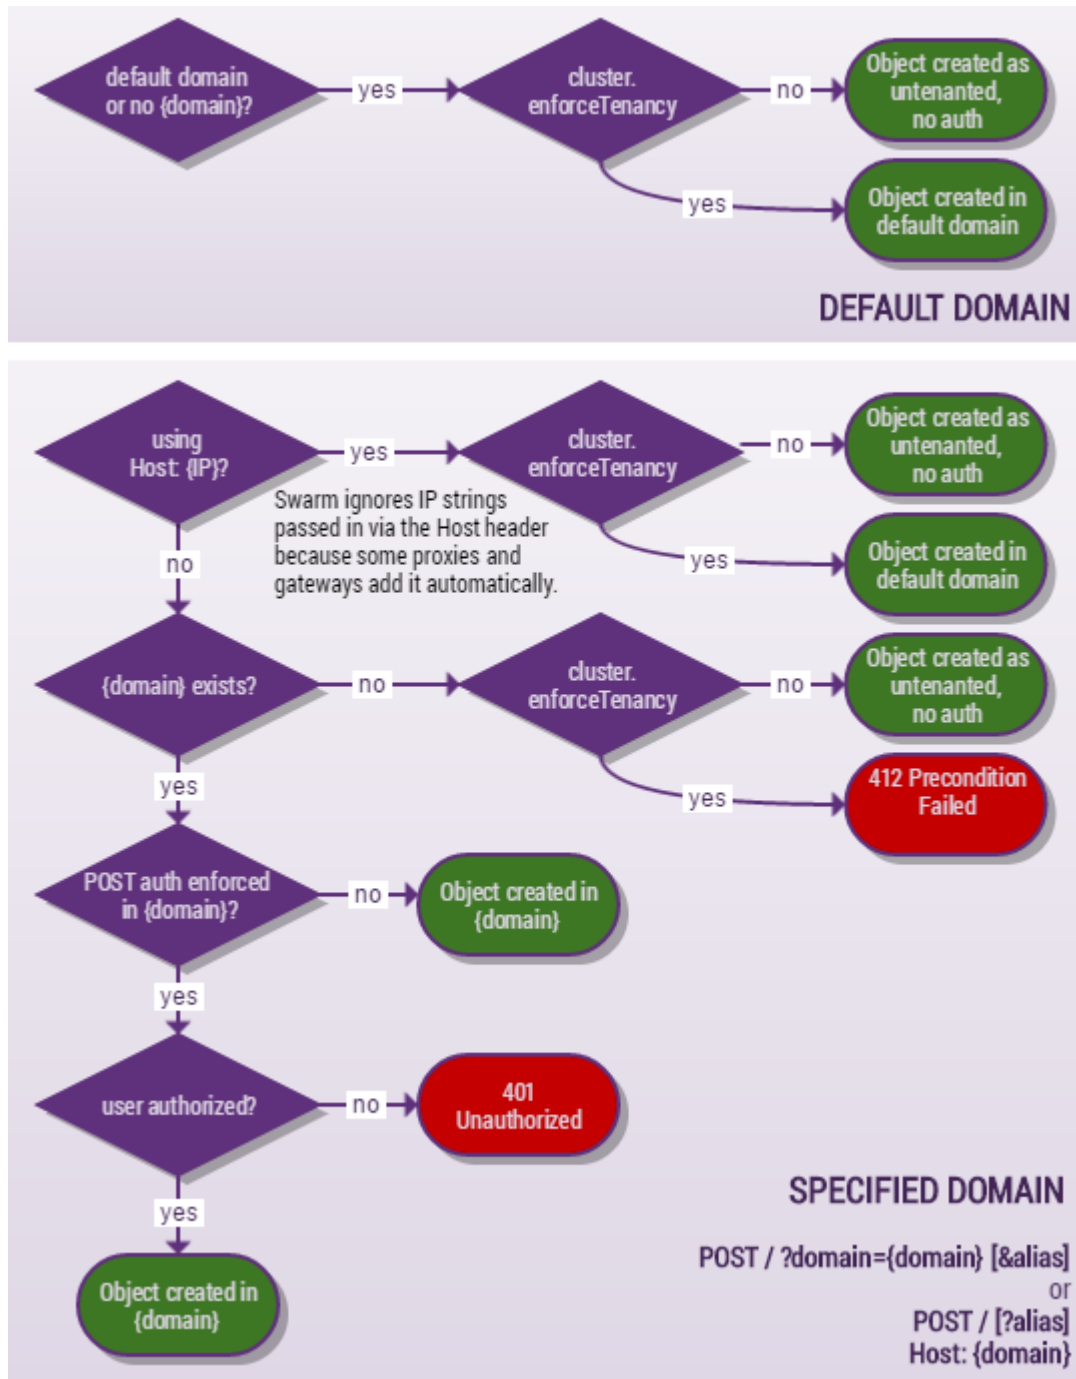 default domain
or no {domain}?
yes
cluster.
enforceTenancy
no
Object created as
untenanted,
no auth
yes
Object created in
default domain
DEFAULT DOMAIN
using
Host: {IP}?
yes
cluster.
enforceTenancy
no
Object created as
untenanted,
no auth
Swarm ignores IP strings
passed in via the Host header
because some proxies and
gateways add it automatically.
yes
Object created in
default domain
no
{domain} exists?
no
cluster.
enforceTenancy
no
Object created as
untenanted,
no auth
yes
412 Precondition
Failed
yes
POST auth enforced
in {domain}?
no
Object created in
{domain}
yes
user authorized?
no
401
Unauthorized
yes
Object created in
{domain}
SPECIFIED DOMAIN
POST / ?domain={domain} [&alias]
or
POST / [?alias]
Host: {domain}